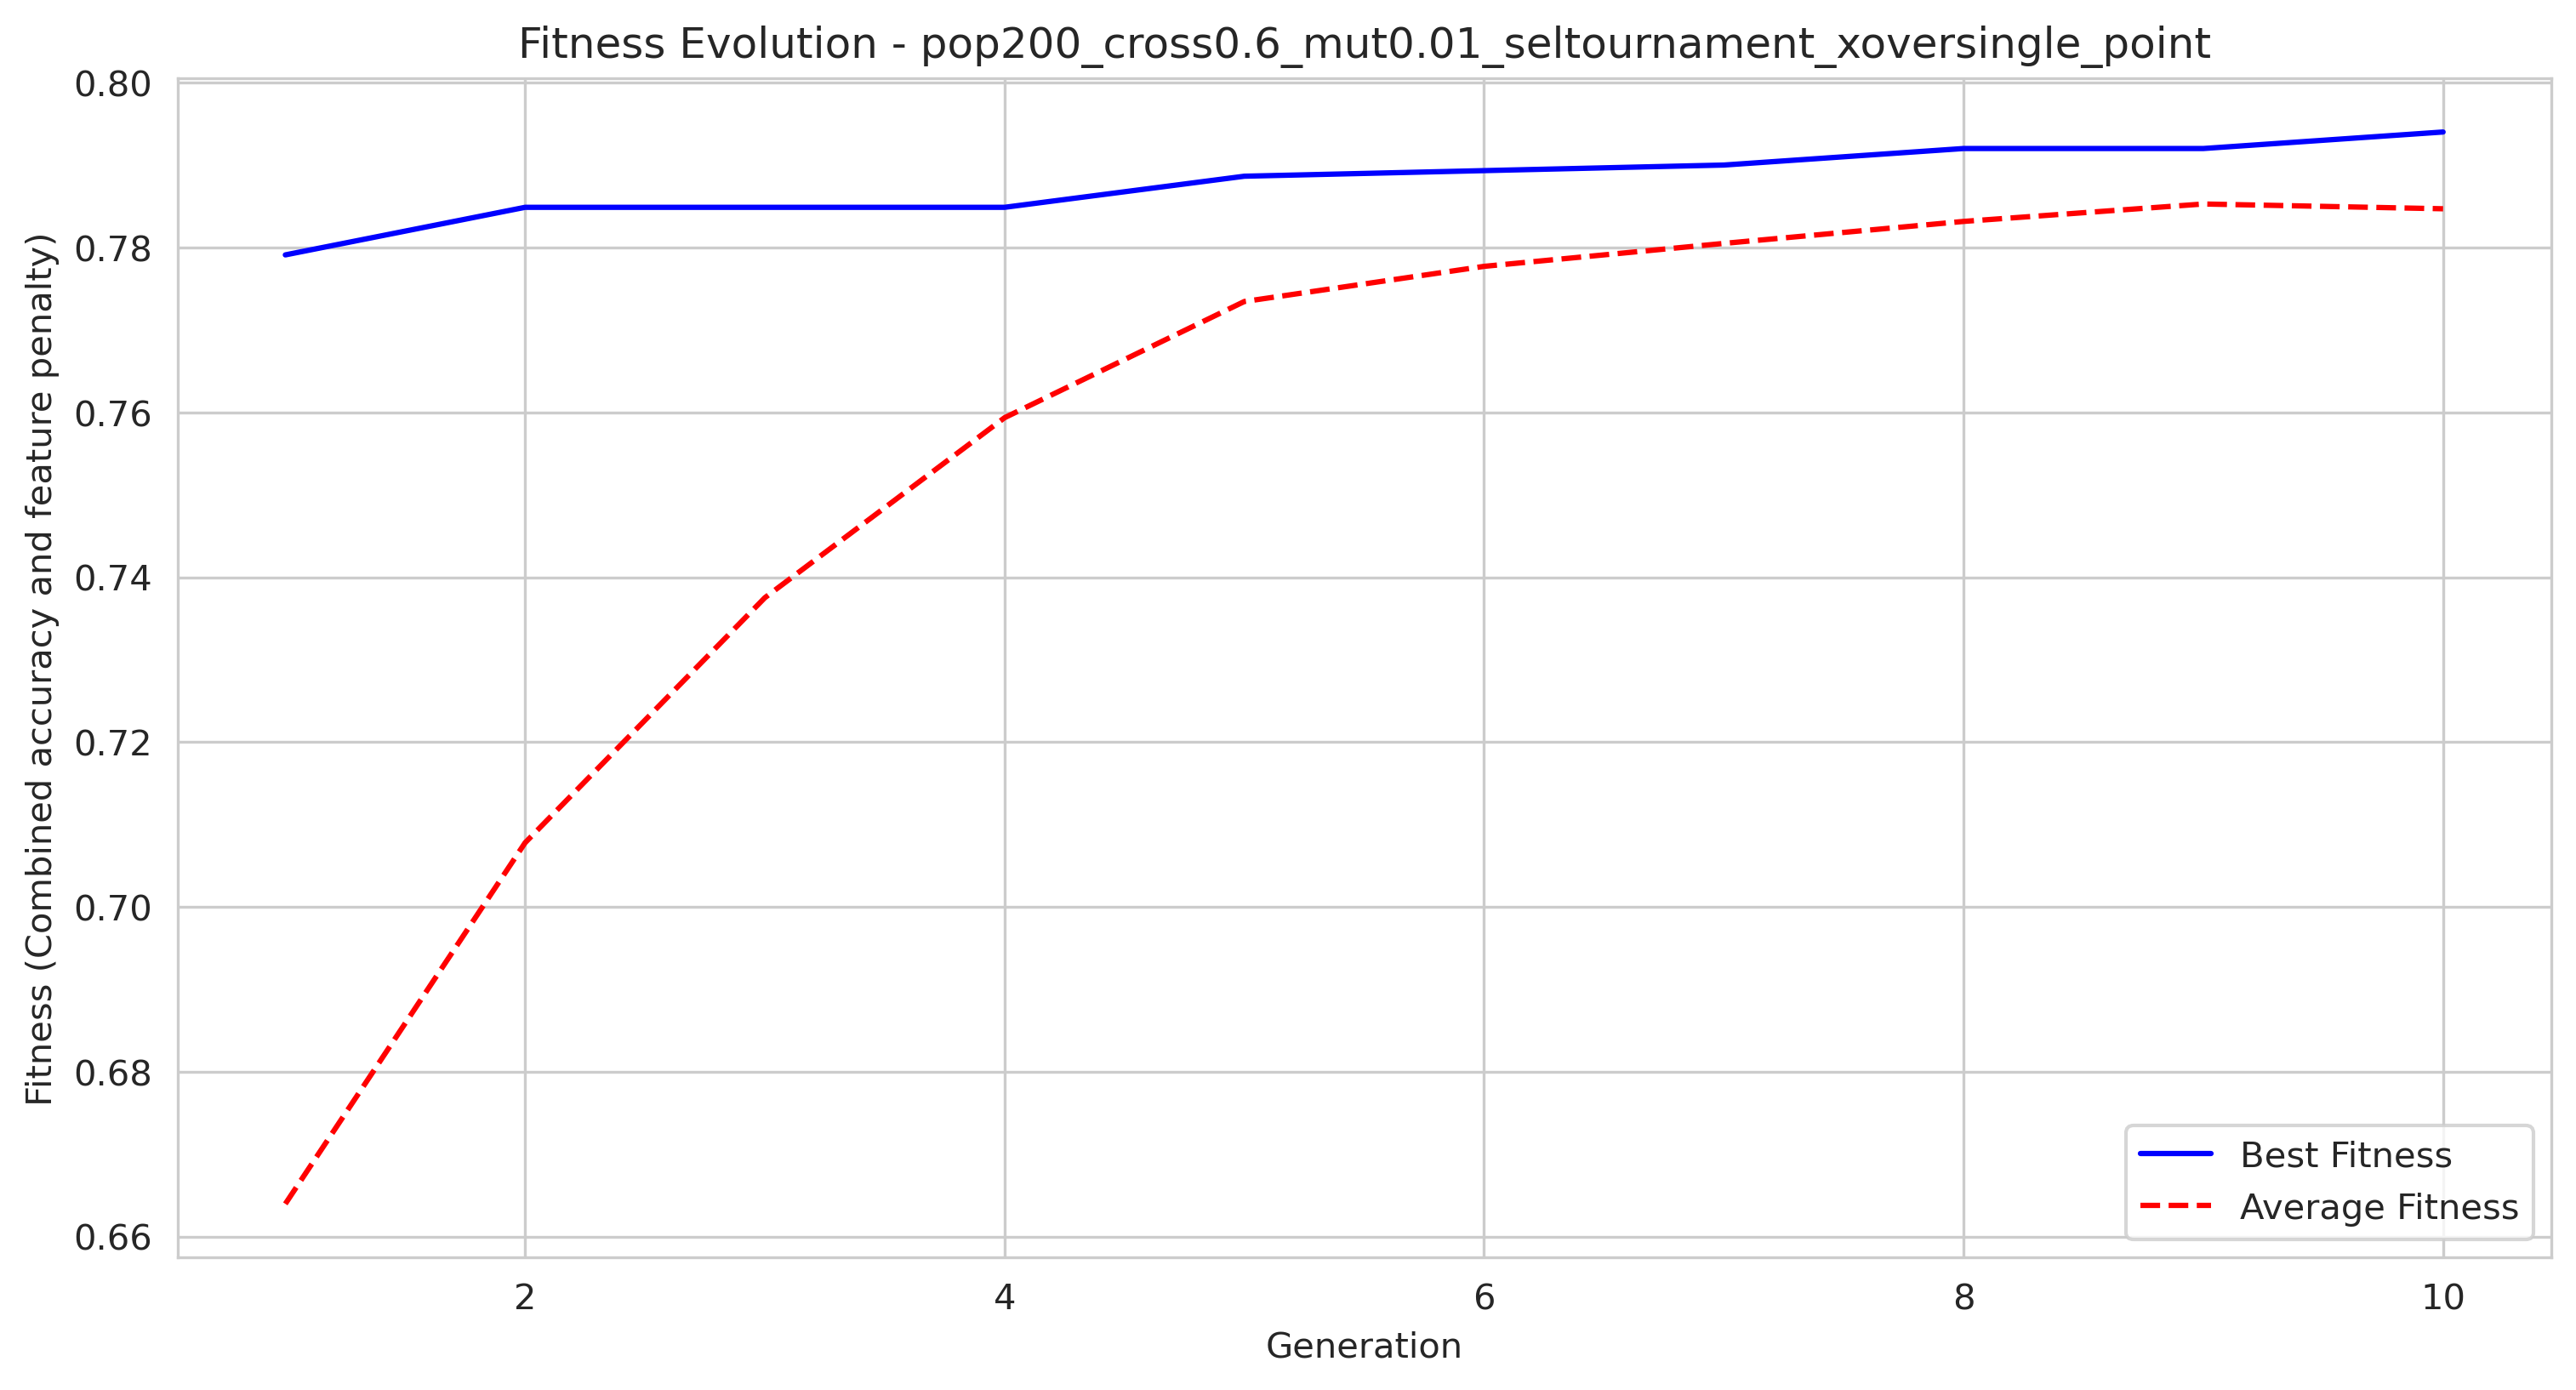 Fitness Evolution - pop200_cross0.6_mut0.01_seltournament_xoversingle_point
Fitness (Combined accuracy and feature penalty)
0.80
0.78
0.76
0.74
0.72
0.70
0.68
0.66
2
4
6
8
10
Generation
Best Fitness
Average Fitness